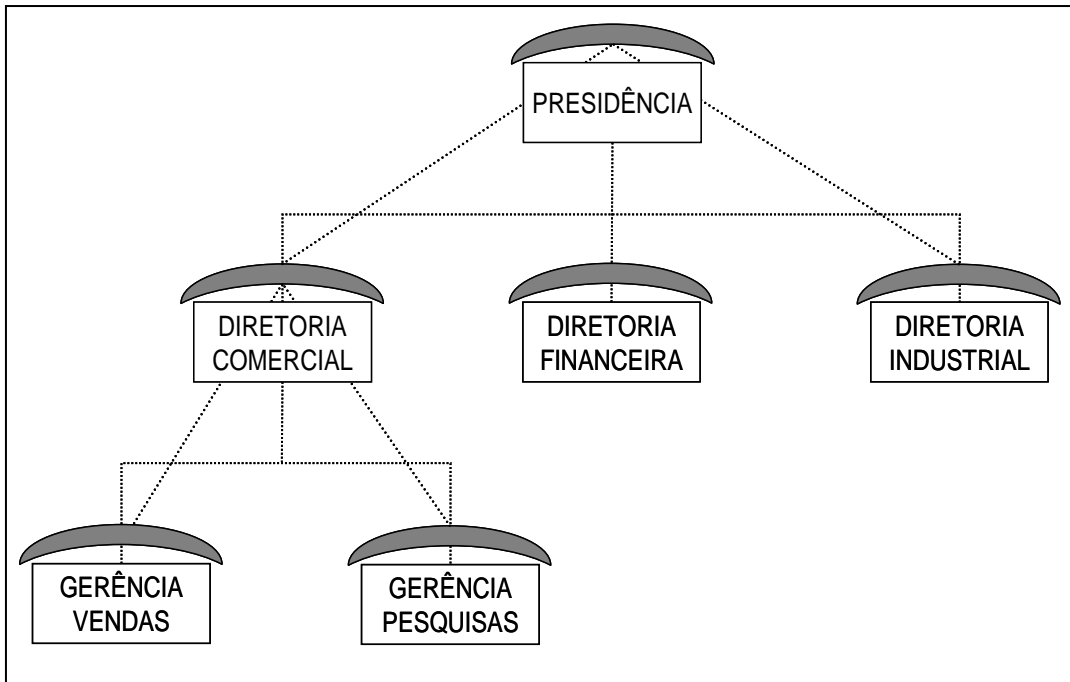 PRESIDÊNCIA
DIRETORIA
COMERCIAL
DIRETORIA
FINANCEIRA
DIRETORIA
INDUSTRIAL
GERÊNCIA
VENDAS
GERÊNCIA
PESQUISAS